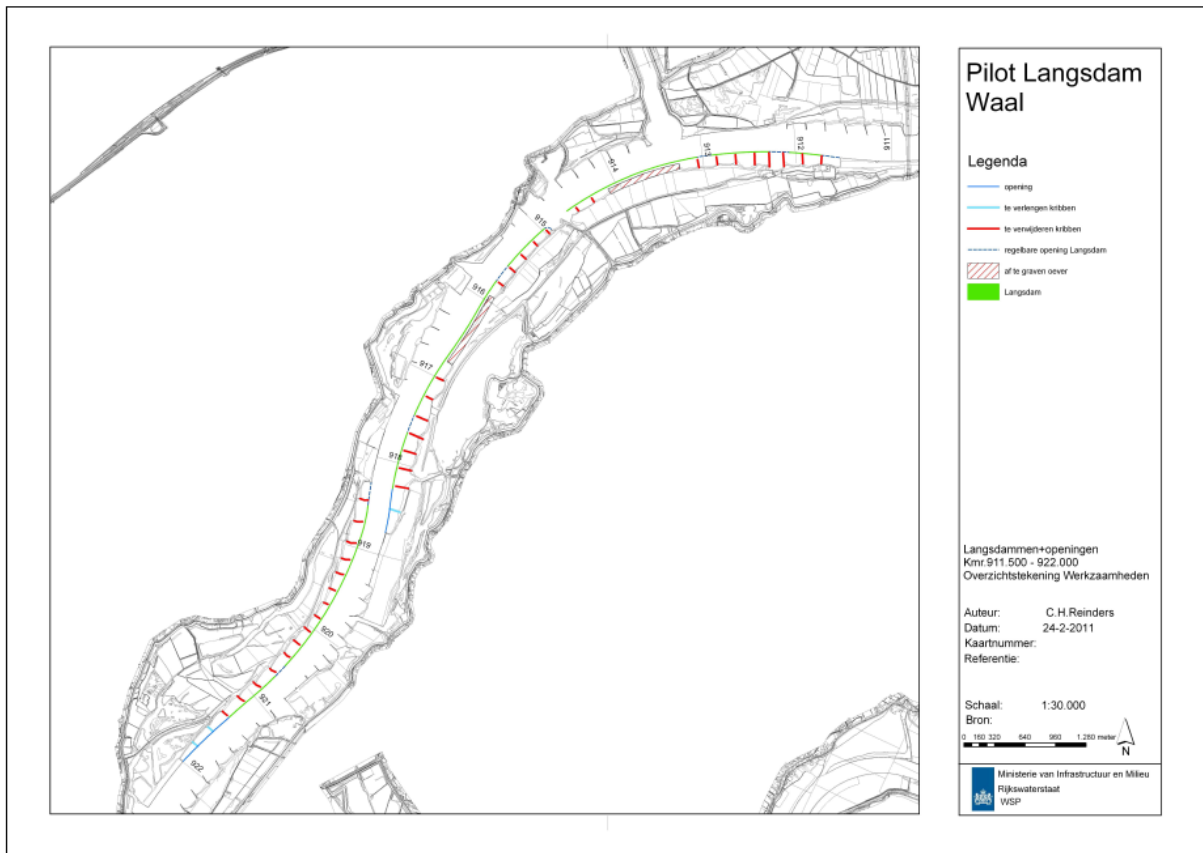 Pilot Langsdam
Waal
Legenda
opening
te verlengen kribben
te verwijderen kribben
regelbare opening Langsdam
af te graven oever
Langsdam
Langsdammen+openingen
Kmr.911.500 - 922.000
Overzichtstekening Werkzaamheden
Auteur: C.H.Reinders
Datum: 24-2-2011
Kaartnummer:
Referentie:
Schaal: 1:30.000
Bron:
0 160 320 640 960 1.280 meter
N
Ministerie van Infrastructuur en Milieu
Rijkswaterstaat
WSP
911
912
913
914
915
916
917
918
919
920
921
922